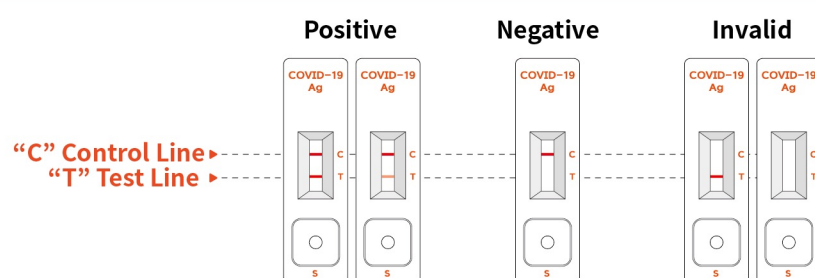 Positive Negative Invalid
COVID-19 COVID-19 COVID-19 COVID-19 COVID-19
Ag Ag Ag Ag Ag
“C” Control Line C C C C C
“T” Test Line T T T T T
S S S S S